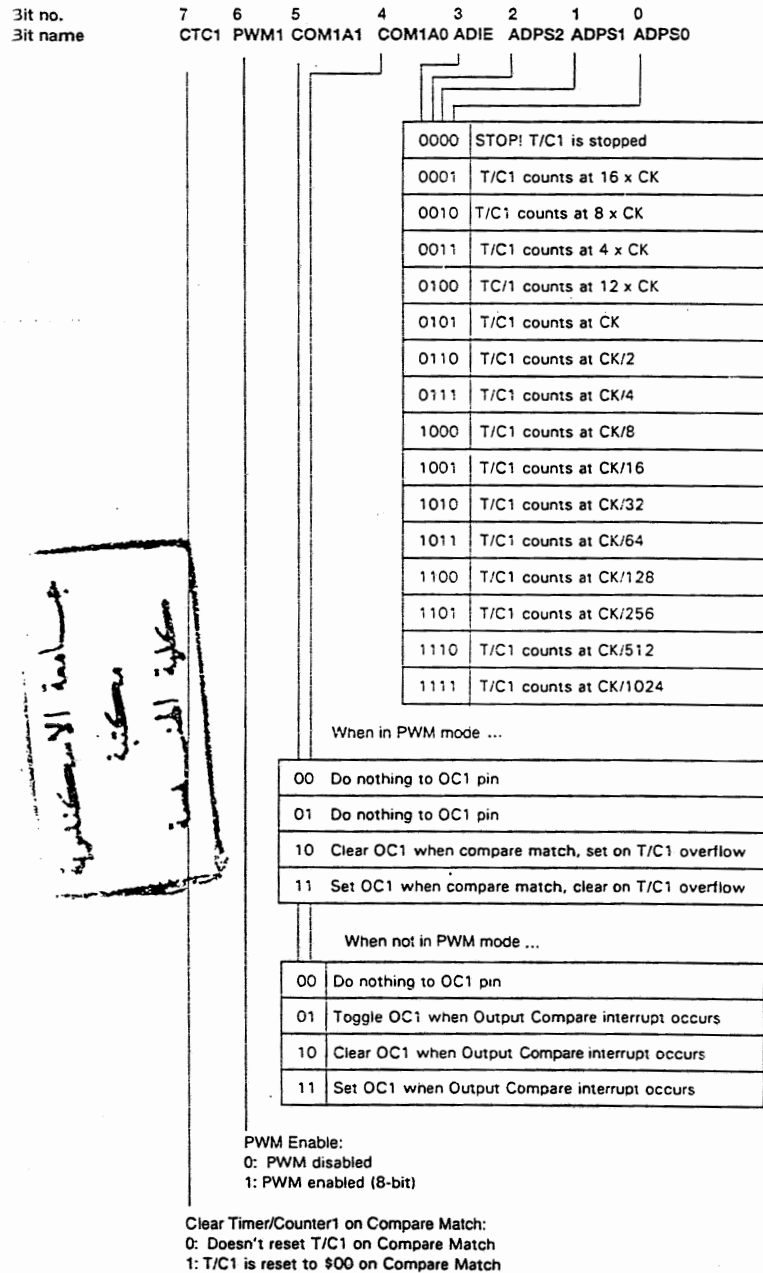 Bit no. 7 6 5 4 3 2 1 0
Bit name CTC1 PWM1 COM1A1 COM1A0 ADIE ADPS2 ADPS1 ADPS0
0000 STOP! T/C1 is stopped
0001 T/C1 counts at 16 x CK
0010 T/C1 counts at 8 x CK
0011 T/C1 counts at 4 x CK
0100 TC/1 counts at 12 x CK
0101 T/C1 counts at CK
0110 T/C1 counts at CK/2
0111 T/C1 counts at CK/4
1000 T/C1 counts at CK/8
1001 T/C1 counts at CK/16
1010 T/C1 counts at CK/32
1011 T/C1 counts at CK/64
1100 T/C1 counts at CK/128
1101 T/C1 counts at CK/256
1110 T/C1 counts at CK/512
1111 T/C1 counts at CK/1024
جامعة الاسكندرية
مكتبة
كلية الهندسة
When in PWM mode ...
00 Do nothing to OC1 pin
01 Do nothing to OC1 pin
10 Clear OC1 when compare match, set on T/C1 overflow
11 Set OC1 when compare match, clear on T/C1 overflow
When not in PWM mode ...
00 Do nothing to OC1 pin
01 Toggle OC1 when Output Compare interrupt occurs
10 Clear OC1 when Output Compare interrupt occurs
11 Set OC1 when Output Compare interrupt occurs
PWM Enable:
0: PWM disabled
1: PWM enabled (8-bit)
Clear Timer/Counter1 on Compare Match:
0: Doesn't reset T/C1 on Compare Match
1: T/C1 is reset to $00 on Compare Match